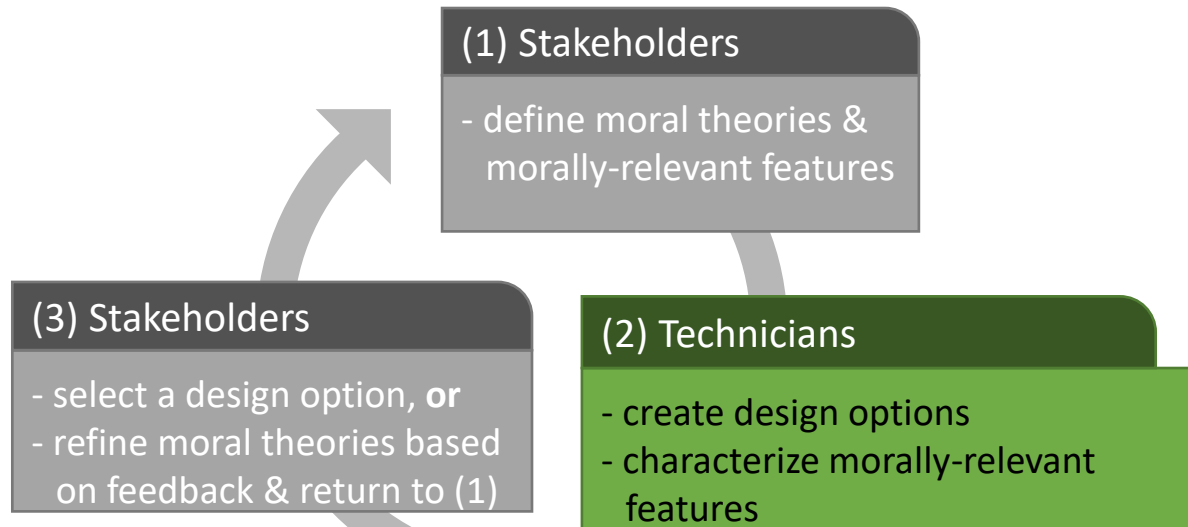 (1) Stakeholders
- define moral theories &
morally-relevant features
(3) Stakeholders
- select a design option, or
- refine moral theories based
on feedback & return to (1)
(2) Technicians
- create design options
- characterize morally-relevant
features